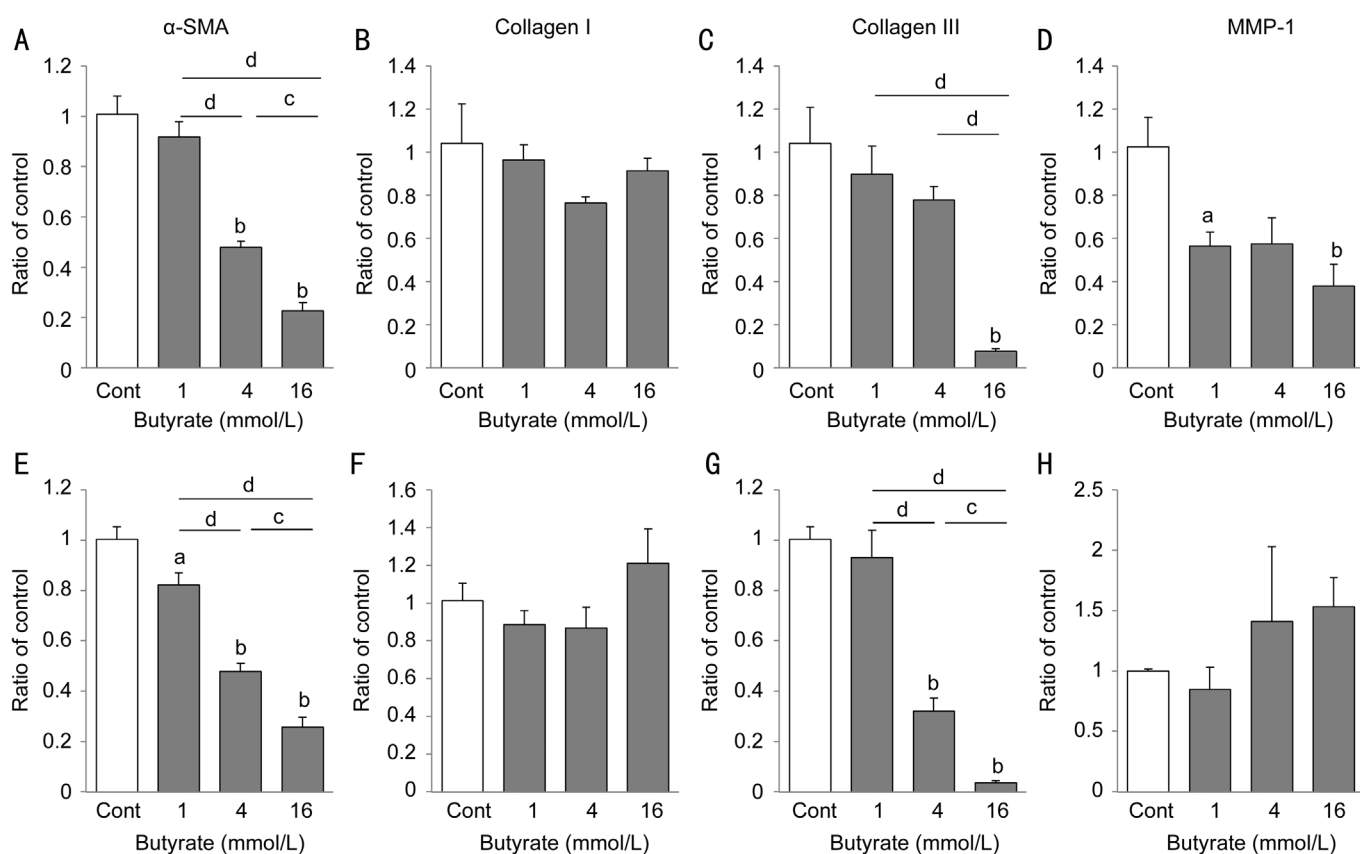 A
α-SMA
d
d
c
b
b
Ratio of control
1.2
1
0.8
0.6
0.4
0.2
0
Cont 1 4 16
Butyrate (mmol/L)
B
Collagen I
Ratio of control
1.4
1.2
1
0.8
0.6
0.4
0.2
0
Cont 1 4 16
Butyrate (mmol/L)
C
Collagen III
d
d
b
Ratio of control
1.4
1.2
1
0.8
0.6
0.4
0.2
0
Cont 1 4 16
Butyrate (mmol/L)
D
MMP-1
a
b
Ratio of control
1.4
1.2
1
0.8
0.6
0.4
0.2
0
Cont 1 4 16
Butyrate (mmol/L)
E
d
d
c
a
b
b
Ratio of control
1.2
1
0.8
0.6
0.4
0.2
0
Cont 1 4 16
Butyrate (mmol/L)
F
Ratio of control
1.6
1.4
1.2
1
0.8
0.6
0.4
0.2
0
Cont 1 4 16
Butyrate (mmol/L)
G
d
d
c
b
b
Ratio of control
1.2
1
0.8
0.6
0.4
0.2
0
Cont 1 4 16
Butyrate (mmol/L)
H
Ratio of control
2.5
2
1.5
1
0.5
0
Cont 1 4 16
Butyrate (mmol/L)